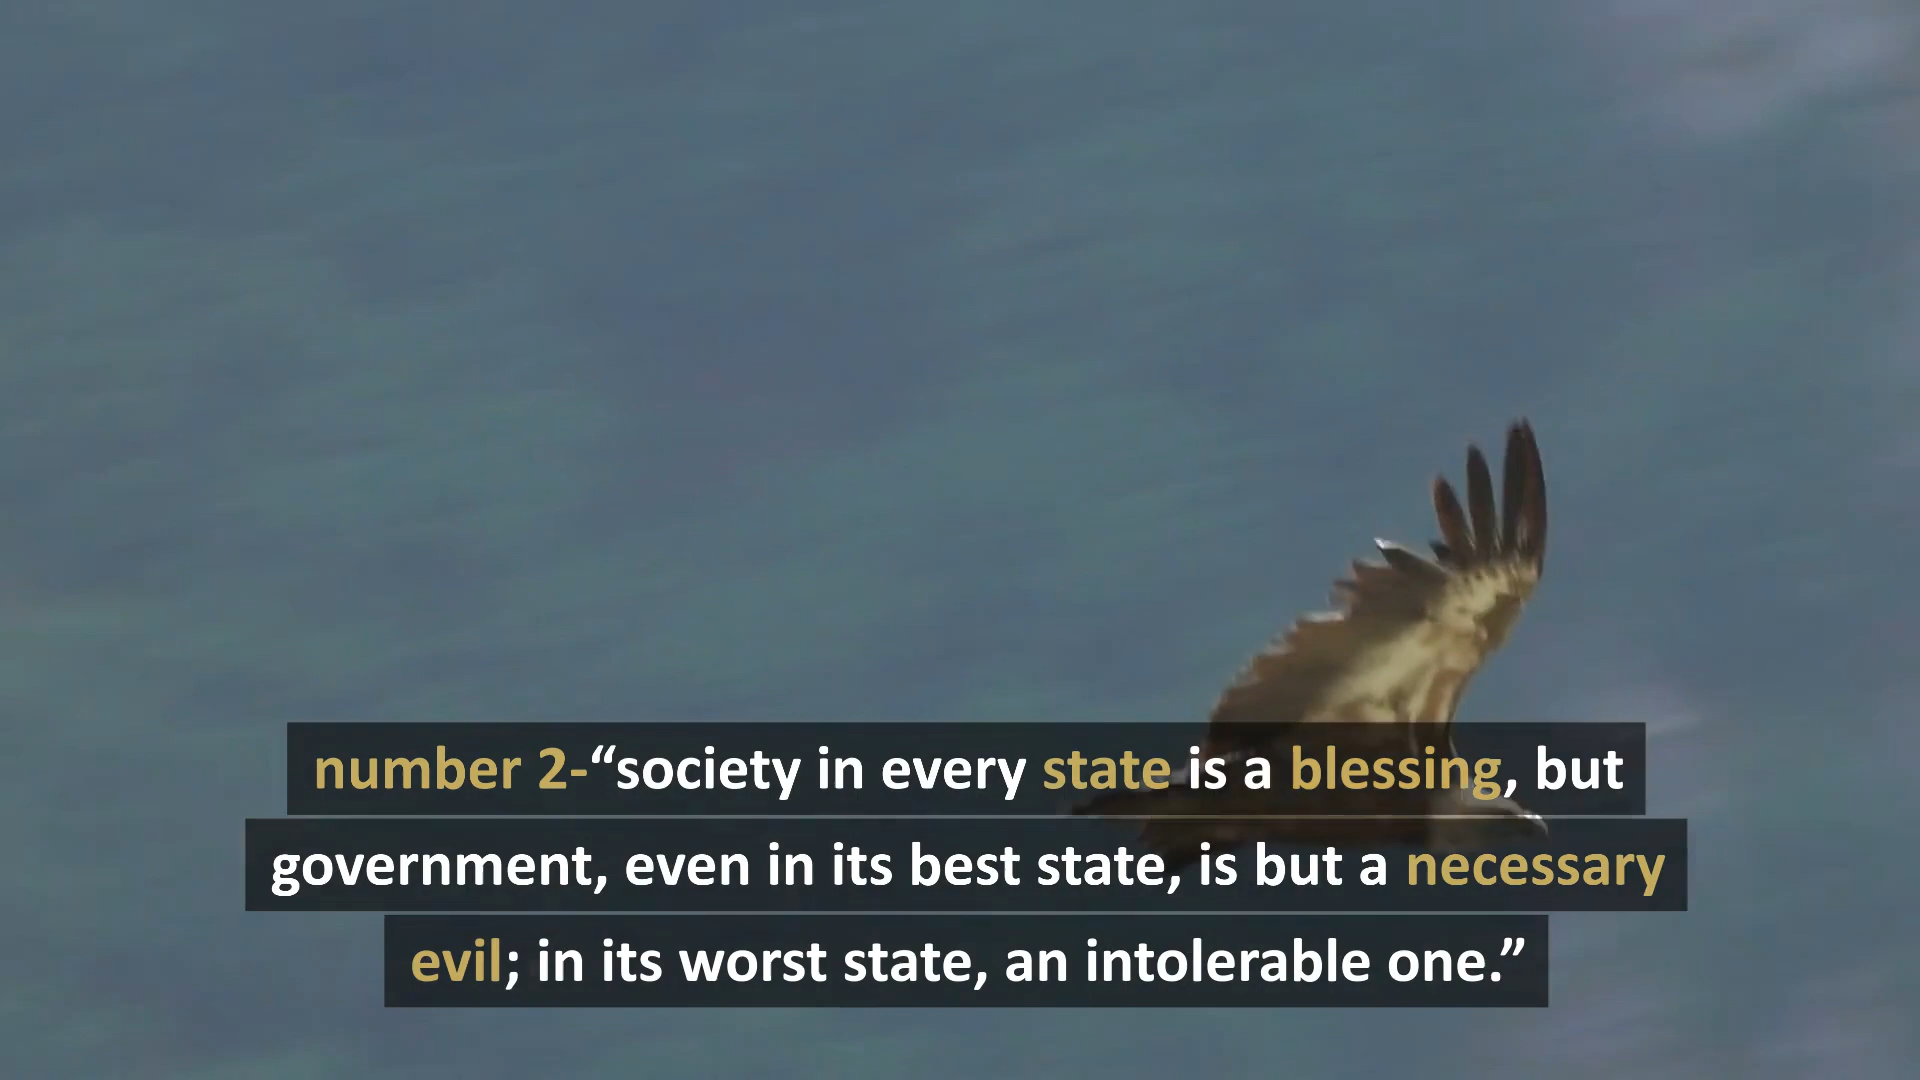 number 2-“society in every state is a blessing, but
government, even in its best state, is but a necessary
evil; in its worst state, an intolerable one.”